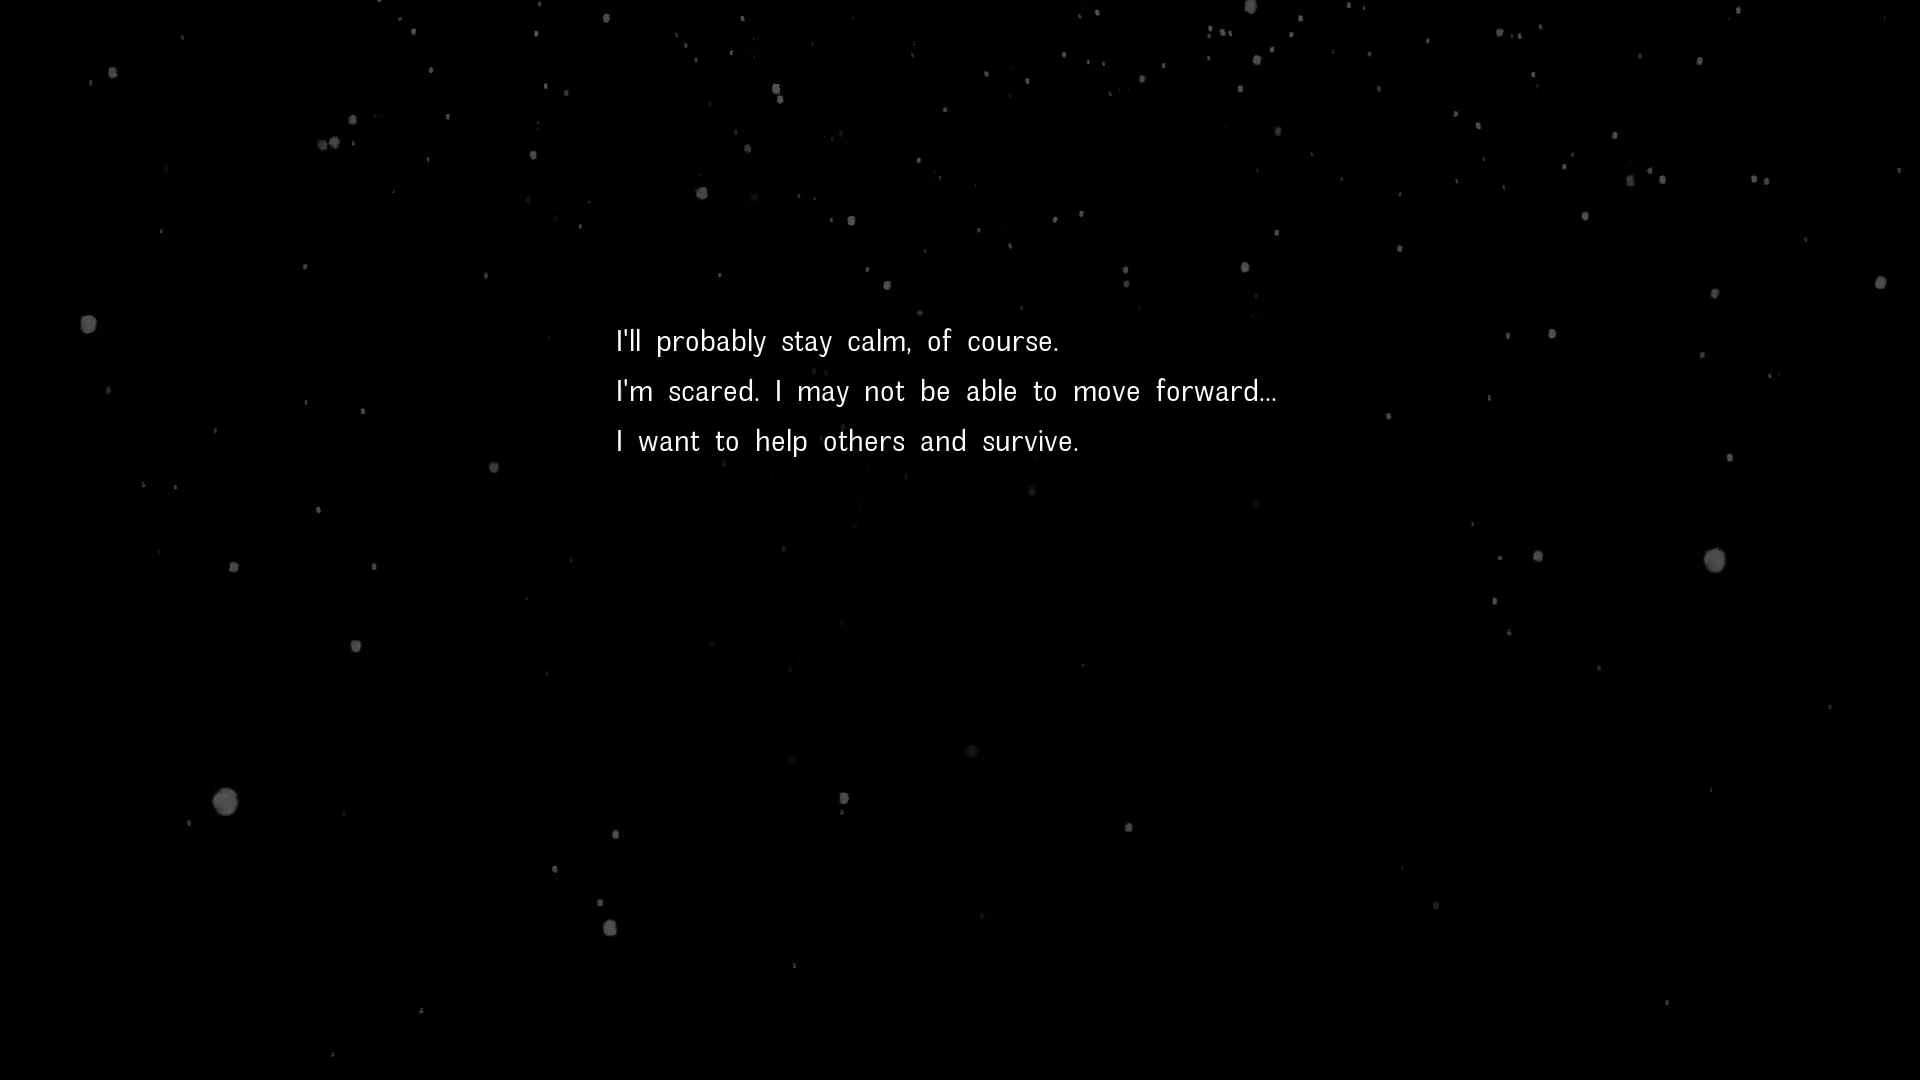 I'll probably stay calm, of course.
I'm scared. I may not be able to move forward...
I want to help others and survive.